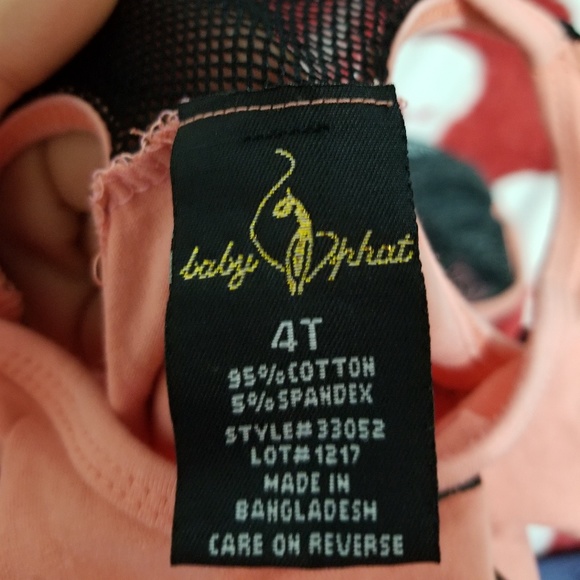 baby phat
4T
95%COTTON
5%SPANDEX
STYLE#33052
LOT#1217
MADE IN
BANGLADESH
CARE ON REVERSE